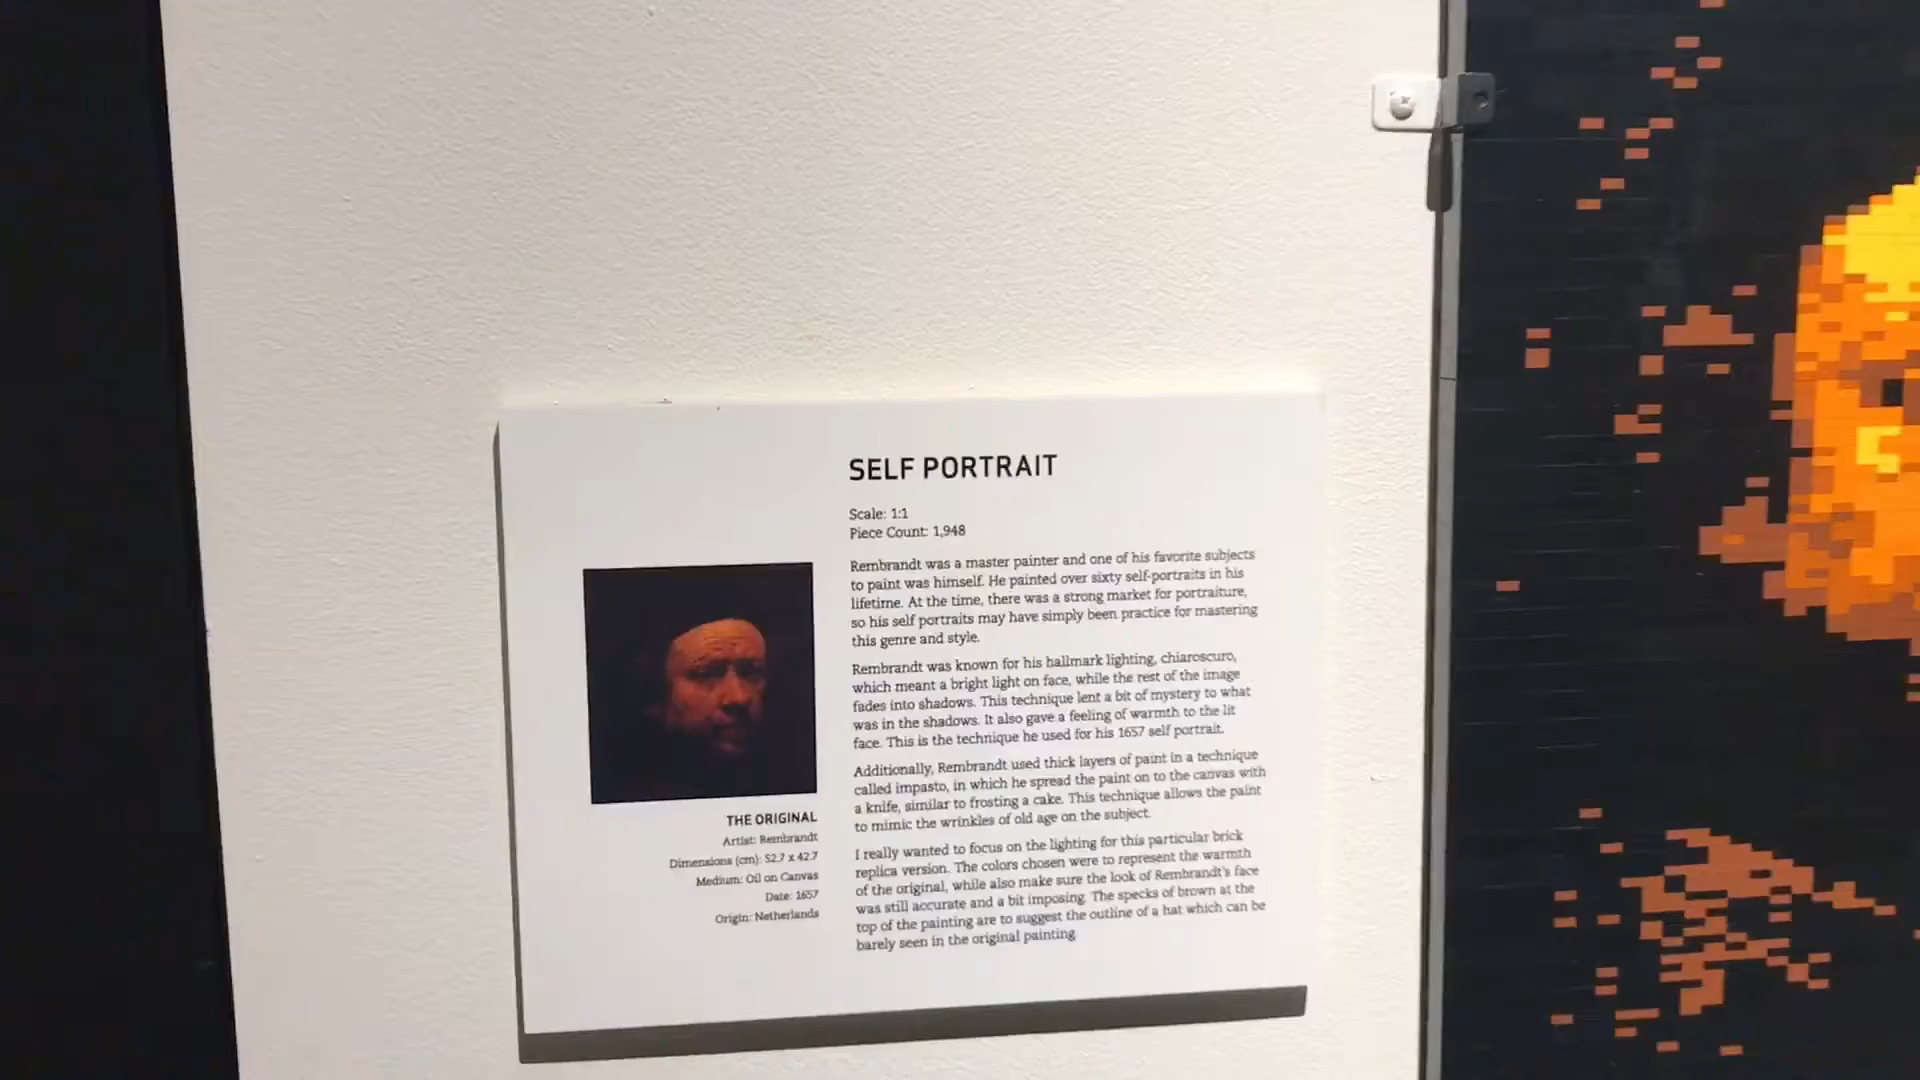 SELF PORTRAIT
Scale: 1:1
Piece Count: 1,948
Rembrandt was a master painter and one of his favorite subjects
to paint was himself. He painted over sixty self-portraits in his
lifetime. At the time, there was a strong market for portraiture,
so his self portraits may have simply been practice for mastering
this genre and style.
Rembrandt was known for his hallmark lighting, chiaroscuro,
which meant a bright light on face, while the rest of the image
fades into shadows. This technique lent a bit of mystery to what
was in the shadows. It also gave a feeling of warmth to the lit
face. This is the technique he used for his 1657 self portrait.
Additionally, Rembrandt used thick layers of paint in a technique
called impasto, in which he spread the paint on to the canvas with
a knife, similar to frosting a cake. This technique allows the paint
to mimic the wrinkles of old age on the subject.
I really wanted to focus on the lighting for this particular brick
replica version. The colors chosen were to represent the warmth
of the original, while also make sure the look of Rembrandt's face
was still accurate and a bit imposing. The specks of brown at the
top of the painting are to suggest the outline of a hat which can be
barely seen in the original painting.
THE ORIGINAL
Artist: Rembrandt
Dimensions (cm): 52.7 x 42.7
Medium: Oil on Canvas
Date: 1657
Origin: Netherlands